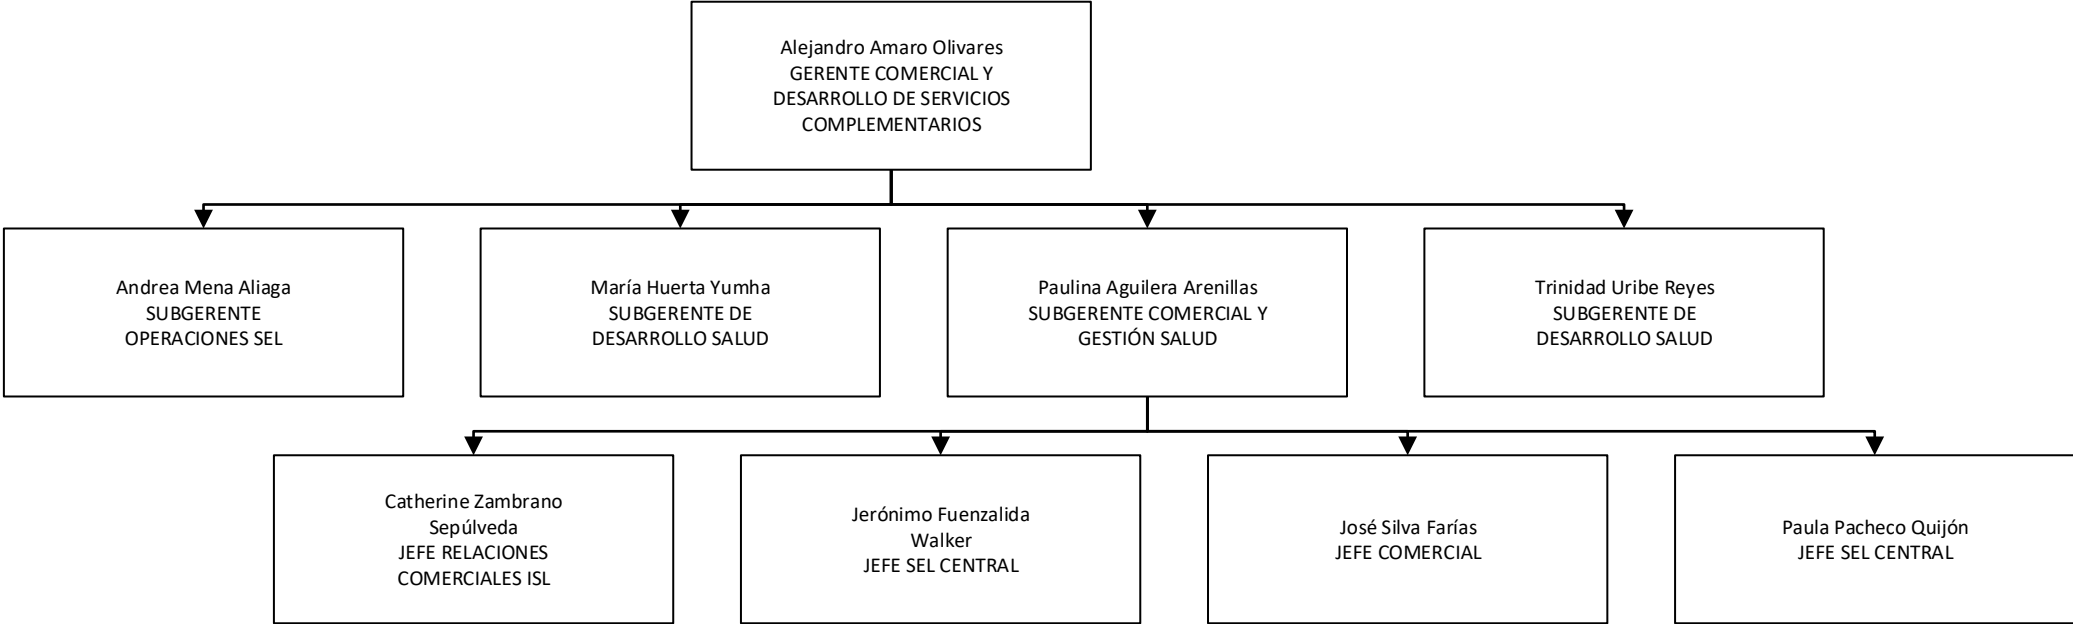 Alejandro Amaro Olivares
GERENTE COMERCIAL Y
DESARROLLO DE SERVICIOS
COMPLEMENTARIOS
Andrea Mena Aliaga
SUBGERENTE
OPERACIONES SEL
María Huerta Yumha
SUBGERENTE DE
DESARROLLO SALUD
Paulina Aguilera Arenillas
SUBGERENTE COMERCIAL Y
GESTIÓN SALUD
Trinidad Uribe Reyes
SUBGERENTE DE
DESARROLLO SALUD
Catherine Zambrano
Sepúlveda
JEFE RELACIONES
COMERCIALES ISL
Jerónimo Fuenzalida
Walker
JEFE SEL CENTRAL
José Silva Farías
JEFE COMERCIAL
Paula Pacheco Quijón
JEFE SEL CENTRAL